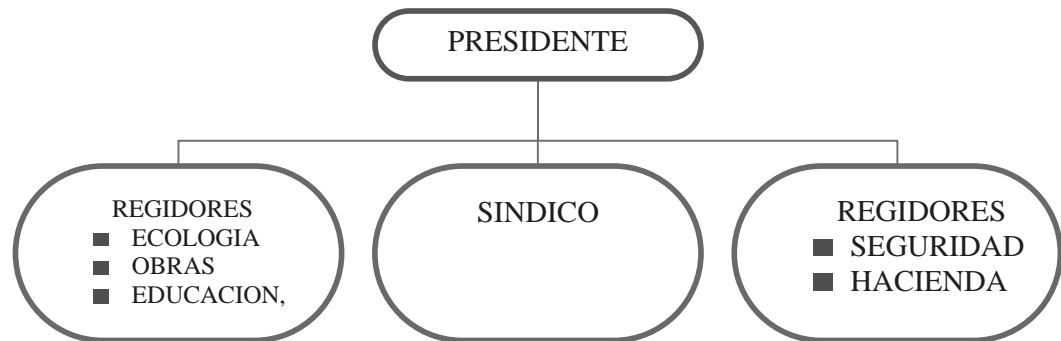 PRESIDENTE
REGIDORES
■ ECOLOGIA
■ OBRAS
■ EDUCACION,
SINDICO
REGIDORES
■ SEGURIDAD
■ HACIENDA